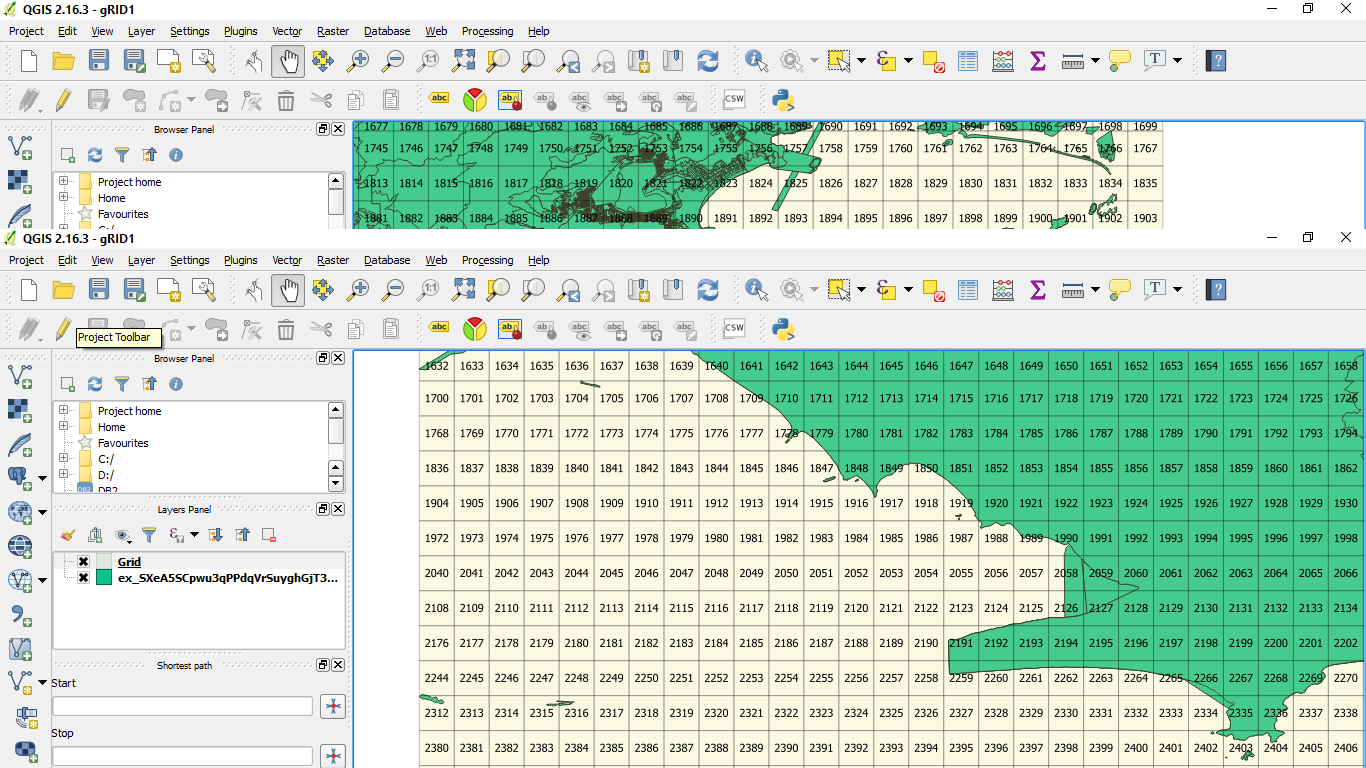 QGIS 2.16.3 - gRID1
Project Edit View Layer Settings Plugins Vector Raster Database Web Processing Help
abc abc ab abc abc abc abc abc CSW
Browser Panel
Project home
Home
Favourites
1677 1678 1679 1680 1681 1682 1683 1684 1685 1686 1687 1688 1689 1690 1691 1692 1693 1694 1695 1696 1697 1698 1699
1745 1746 1747 1748 1749 1750 1751 1752 1753 1754 1755 1756 1757 1758 1759 1760 1761 1762 1763 1764 1765 1766 1767
1813 1814 1815 1816 1817 1818 1819 1820 1821 1822 1823 1824 1825 1826 1827 1828 1829 1830 1831 1832 1833 1834 1835
1881 1882 1883 1884 1885 1886 1887 1888 1889 1890 1891 1892 1893 1894 1895 1896 1897 1898 1899 1900 1901 1902 1903
QGIS 2.16.3 - gRID1
Project Edit View Layer Settings Plugins Vector Raster Database Web Processing Help
abc ab abc abc abc abc abc CSW
Project Toolbar
Browser Panel
Project home
Home
Favourites
C:/
D:/
DB2
Layers Panel
Grid
ex_SXeA5SCpwu3qPPdqVrSuyghGjT3...
Shortest path
Start
Stop
1632 1633 1634 1635 1636 1637 1638 1639 1640 1641 1642 1643 1644 1645 1646 1647 1648 1649 1650 1651 1652 1653 1654 1655 1656 1657 1658
1700 1701 1702 1703 1704 1705 1706 1707 1708 1709 1710 1711 1712 1713 1714 1715 1716 1717 1718 1719 1720 1721 1722 1723 1724 1725 1726
1768 1769 1770 1771 1772 1773 1774 1775 1776 1777 1778 1779 1780 1781 1782 1783 1784 1785 1786 1787 1788 1789 1790 1791 1792 1793 1794
1836 1837 1838 1839 1840 1841 1842 1843 1844 1845 1846 1847 1848 1849 1850 1851 1852 1853 1854 1855 1856 1857 1858 1859 1860 1861 1862
1904 1905 1906 1907 1908 1909 1910 1911 1912 1913 1914 1915 1916 1917 1918 1919 1920 1921 1922 1923 1924 1925 1926 1927 1928 1929 1930
1972 1973 1974 1975 1976 1977 1978 1979 1980 1981 1982 1983 1984 1985 1986 1987 1988 1989 1990 1991 1992 1993 1994 1995 1996 1997 1998
2040 2041 2042 2043 2044 2045 2046 2047 2048 2049 2050 2051 2052 2053 2054 2055 2056 2057 2058 2059 2060 2061 2062 2063 2064 2065 2066
2108 2109 2110 2111 2112 2113 2114 2115 2116 2117 2118 2119 2120 2121 2122 2123 2124 2125 2126 2127 2128 2129 2130 2131 2132 2133 2134
2176 2177 2178 2179 2180 2181 2182 2183 2184 2185 2186 2187 2188 2189 2190 2191 2192 2193 2194 2195 2196 2197 2198 2199 2200 2201 2202
2244 2245 2246 2247 2248 2249 2250 2251 2252 2253 2254 2255 2256 2257 2258 2259 2260 2261 2262 2263 2264 2265 2266 2267 2268 2269 2270
2312 2313 2314 2315 2316 2317 2318 2319 2320 2321 2322 2323 2324 2325 2326 2327 2328 2329 2330 2331 2332 2333 2334 2335 2336 2337 2338
2380 2381 2382 2383 2384 2385 2386 2387 2388 2389 2390 2391 2392 2393 2394 2395 2396 2397 2398 2399 2400 2401 2402 2403 2404 2405 2406